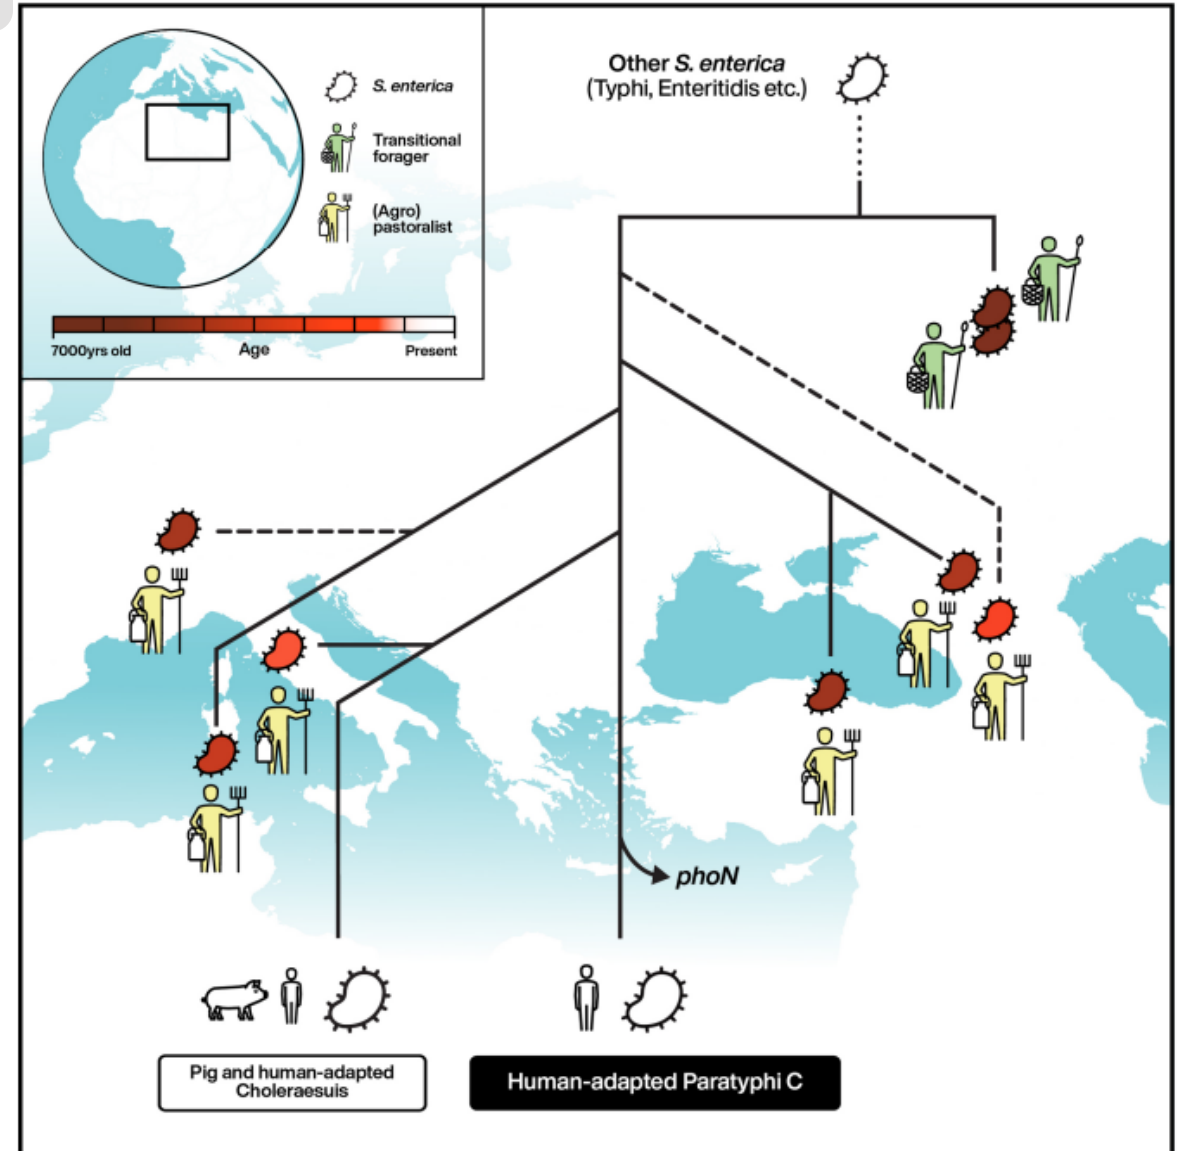 S. enterica
Transitional
forager
(Agro)
pastoralist
7000yrs old
Age
Present
Other S. enterica
(Typhi, Enteritidis etc.)
phoN
Pig and human-adapted
Choleraesuis
Human-adapted Paratyphi C